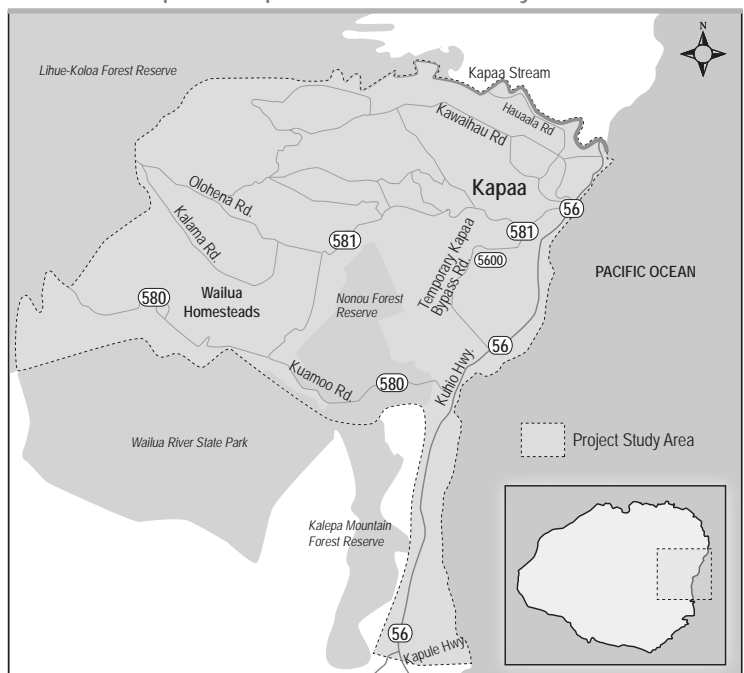 N
Lihue-Koloa Forest Reserve
Kapaa Stream
Hauaala Rd
Kawaihau Rd
Kapaa
Olohena Rd.
Kalama Rd.
56
581
581
5600
Temporary Kapaa
Bypass Rd.
PACIFIC OCEAN
580
Wailua
Homesteads
Nonou Forest
Reserve
56
Kuamoo Rd.
580
Kuhio Hwy.
Wailua River State Park
Project Study Area
Kalepa Mountain
Forest Reserve
56
Kapule Hwy.